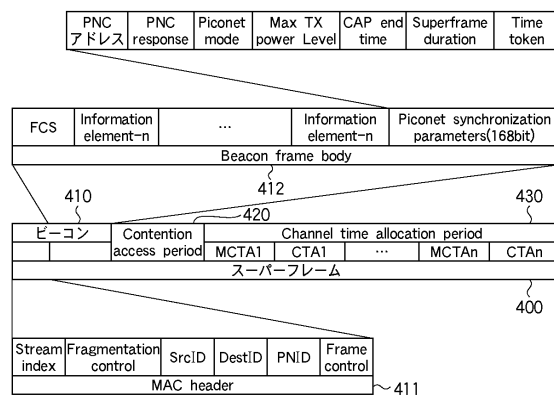 PNC アドレス
PNC response
Piconet mode
Max TX power Level
CAP end time
Superframe duration
Time token
FCS
Information element-n
…
Information element-n
Piconet synchronization parameters(168bit)
Beacon frame body
412
410
420
430
ビーコン
Contention access period
Channel time allocation period
MCTA1
CTA1
…
MCTAn
CTAn
スーパーフレーム
400
Stream index
Fragmentation control
SrcID
DestID
PNID
Frame control
MAC header
411